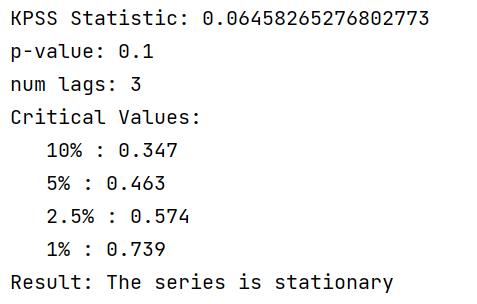 KPSS Statistic: 0.06458265276802773
p-value: 0.1
num lags: 3
Critical Values:
   10% : 0.347
   5% : 0.463
   2.5% : 0.574
   1% : 0.739
Result: The series is stationary